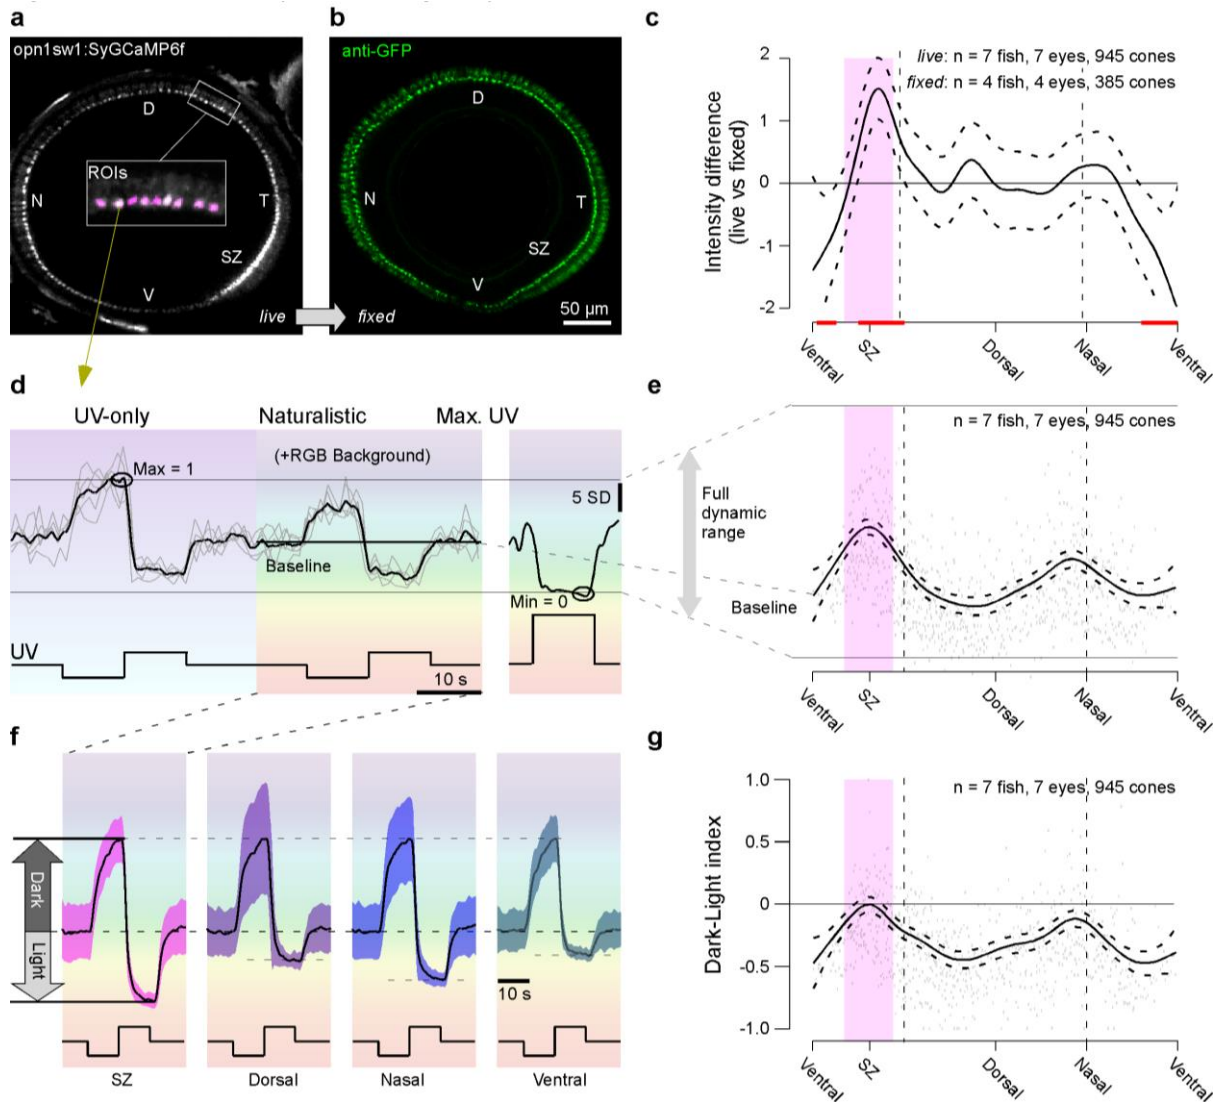 a
opn1sw1:SyGCaMP6f
D
ROIs
N
T
SZ
V
live
b
anti-GFP
D
N
T
SZ
V
fixed
50 µm
c
live: n = 7 fish, 7 eyes, 945 cones
fixed: n = 4 fish, 4 eyes, 385 cones
Intensity difference
(live vs fixed)
2
1
0
-1
-2
Ventral
SZ
Dorsal
Nasal
Ventral
d
UV-only
Naturalistic
Max. UV
(+RGB Background)
Max = 1
5 SD
Baseline
Min = 0
UV
10 s
e
n = 7 fish, 7 eyes, 945 cones
Full
dynamic
range
Baseline
Ventral
SZ
Dorsal
Nasal
Ventral
f
Dark
Light
10 s
SZ
Dorsal
Nasal
Ventral
g
n = 7 fish, 7 eyes, 945 cones
Dark-Light index
1.0
0.5
0
-0.5
-1.0
Ventral
SZ
Dorsal
Nasal
Ventral